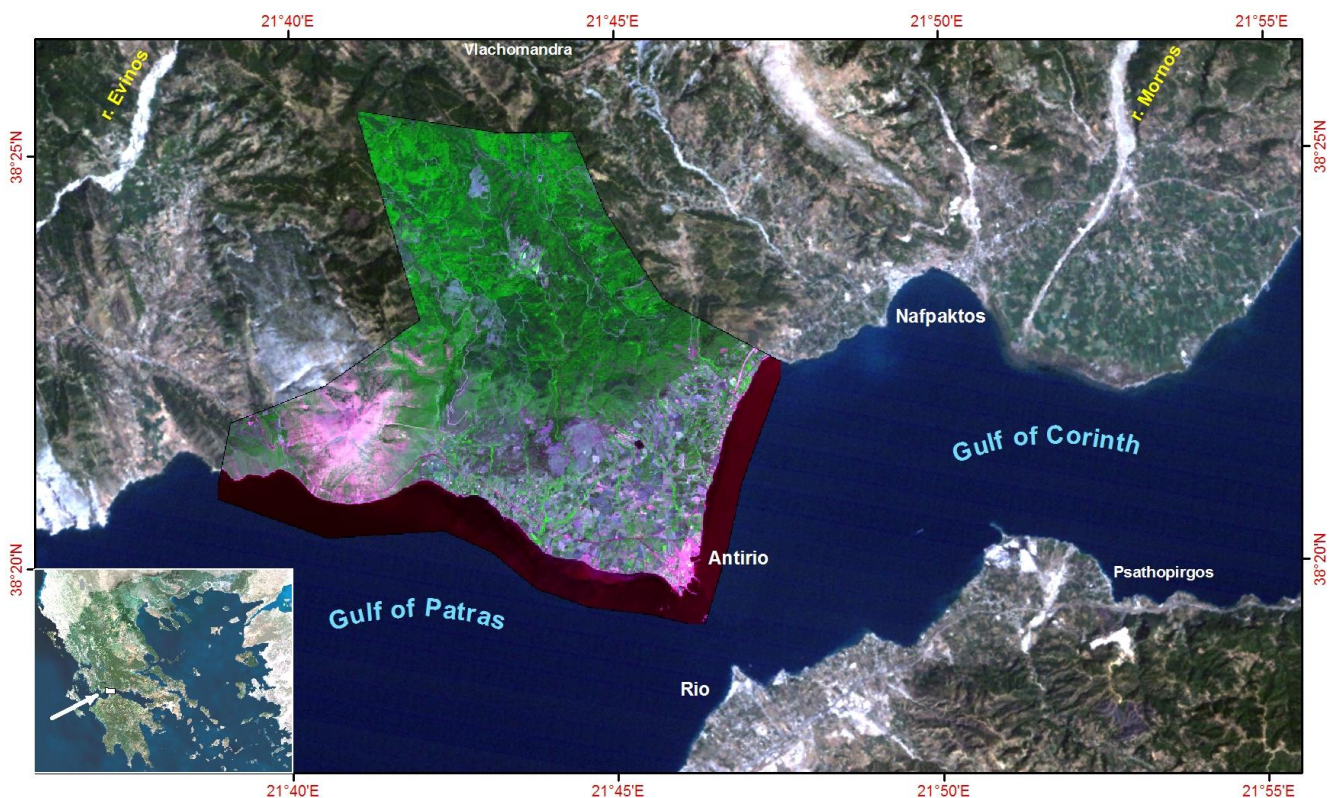 21°40'E 21°45'E 21°50'E 21°55'E
Vlachomandra
r. Evinos
r. Mornos
38°25'N 38°25'N
Nafpaktos
Gulf of Corinth
Antirio
38°20'N 38°20'N
Psathopirgos
Gulf of Patras
Rio
21°40'E 21°45'E 21°50'E 21°55'E